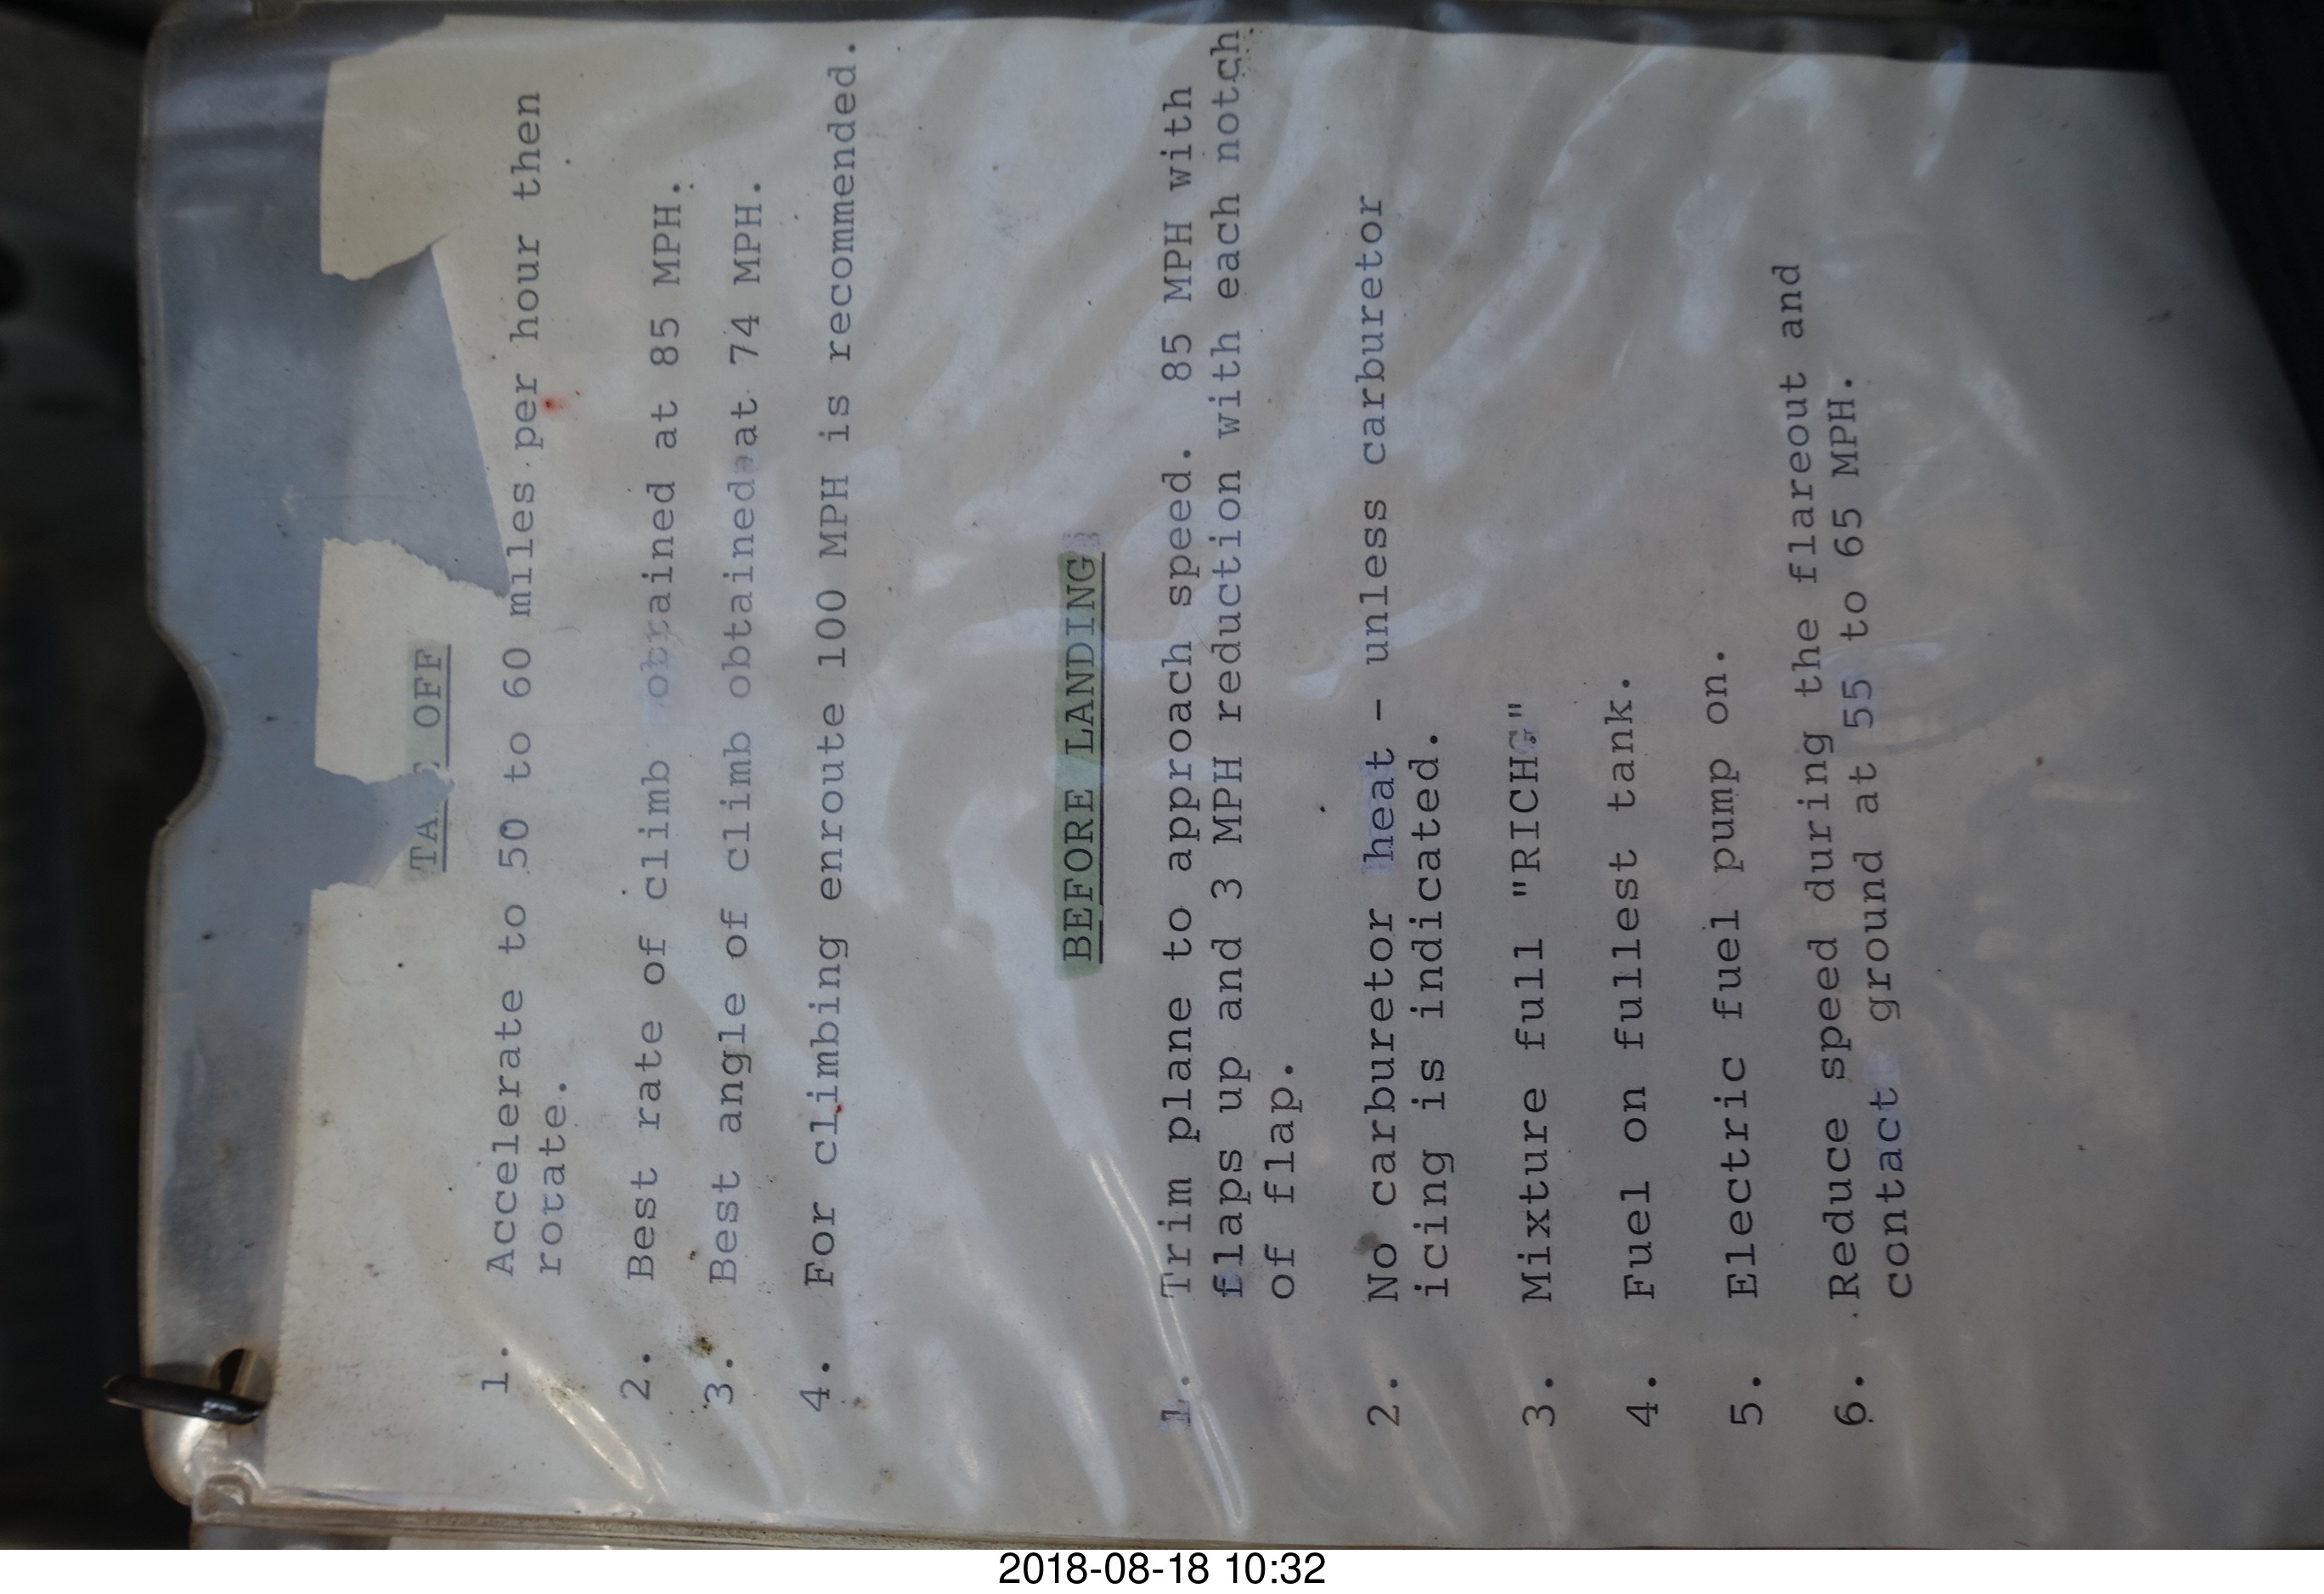 TA E OFF
1. Accelerate to 50 to 60 miles per hour then
rotate.
2. Best rate of climb obtained at 85 MPH.
3. Best angle of climb obtained at 74 MPH.
4. For climbing enroute 100 MPH is recommended.
BEFORE LANDING
1. Trim plane to approach speed. 85 MPH with
flaps up and 3 MPH reduction with each notch
of flap.
2. No carburetor heat - unless carburetor
icing is indicated.
3. Mixture full "RICH"
4. Fuel on fullest tank.
5. Electric fuel pump on.
6. Reduce speed during the flareout and
contact ground at 55 to 65 MPH.
2018-08-18 10:32